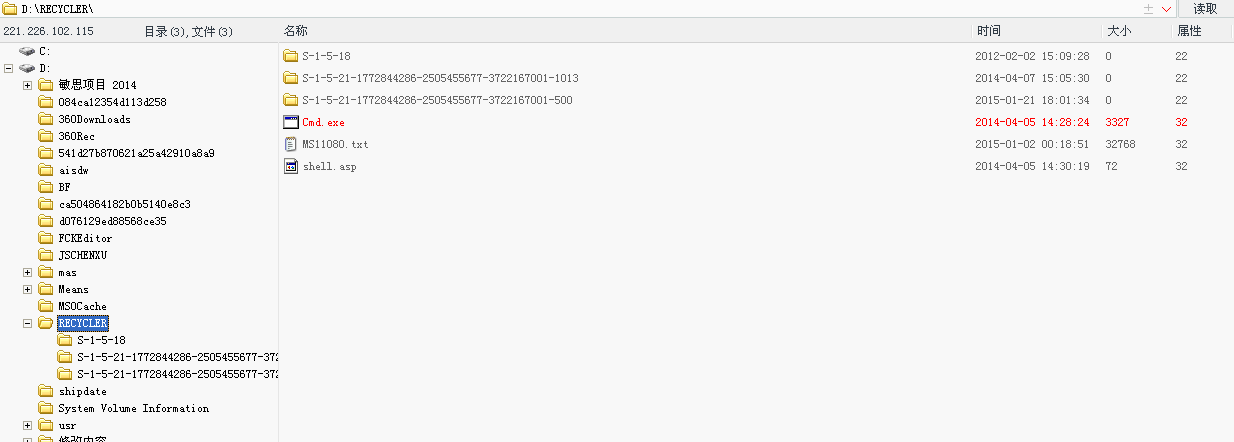 D:\RECYCLER\ 读取
221.226.102.115 目录(3),文件(3) 名称 时间 大小 属性
C:
D:
敏思项目 2014
084ca12354d113d258
360Downloads
360Rec
541d27b870621a25a42910a8a9
aisdw
BF
ca504864182b0b5140e8c3
d076129ed88568ce35
FCKEditor
JSCHENXU
mas
Means
MSOCache
RECYCLER
S-1-5-18
S-1-5-21-1772844286-2505455677-372
S-1-5-21-1772844286-2505455677-372
shipdate
System Volume Information
usr
修改内容
S-1-5-18 2012-02-02 15:09:28 0 22
S-1-5-21-1772844286-2505455677-3722167001-1013 2014-04-07 15:05:30 0 22
S-1-5-21-1772844286-2505455677-3722167001-500 2015-01-21 18:01:34 0 22
Cmd.exe 2014-04-05 14:28:24 3327 32
MS11080.txt 2015-01-02 00:18:51 32768 32
shell.asp 2014-04-05 14:30:19 72 32